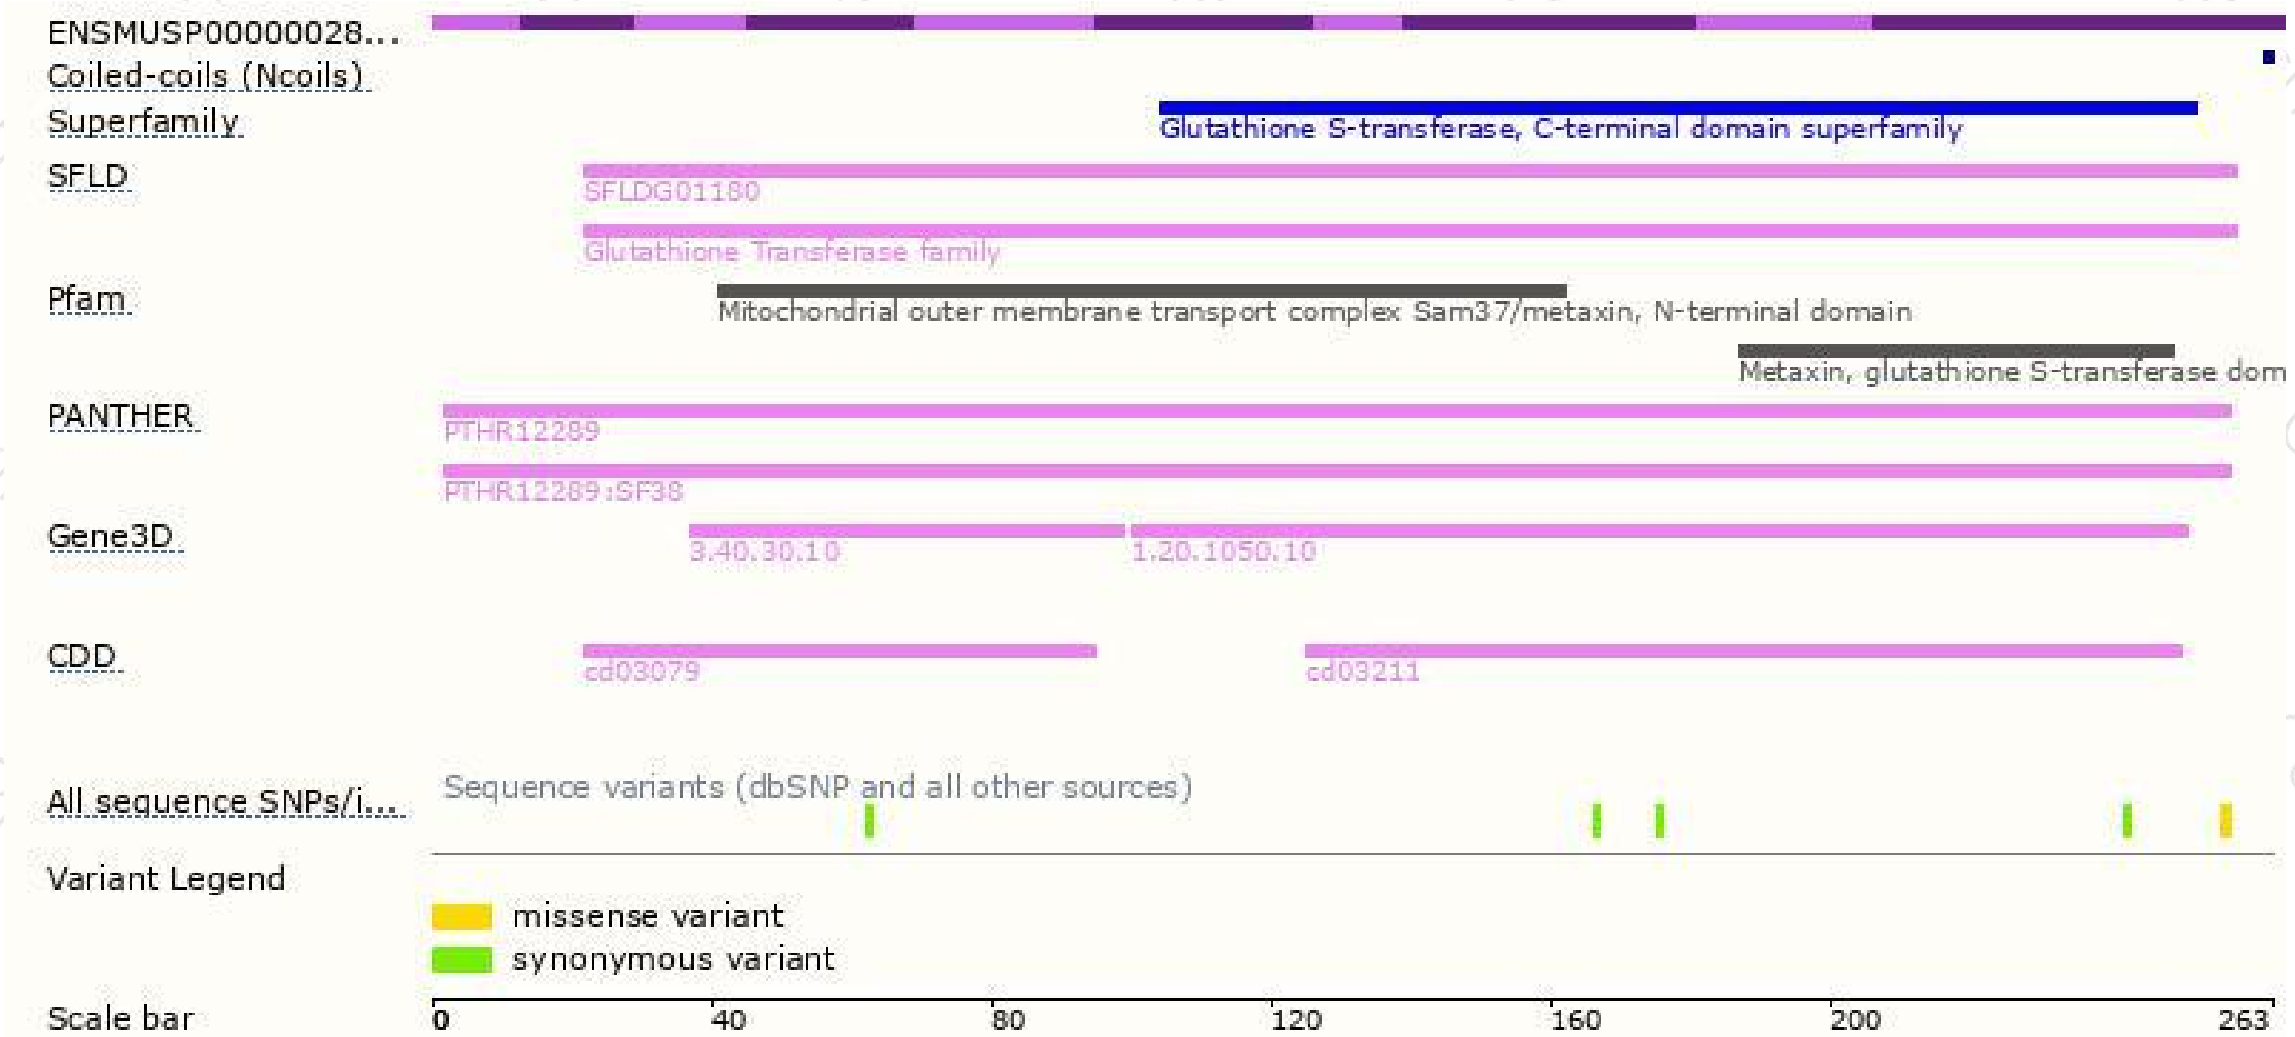 ENSMUSP00000028...
Coiled-coils (Ncoils)
Superfamily
Glutathione S-transferase, C-terminal domain superfamily
SFLD
SFLDG01180
Glutathione Transferase family
Pfam
Mitochondrial outer membrane transport complex Sam37/metaxin, N-terminal domain
Metaxin, glutathione S-transferase dom
PANTHER
PTHR12289
PTHR12289:SF38
Gene3D
3.40.30.10 1.20.1050.10
CDD
cd03079 cd03211
Sequence variants (dbSNP and all other sources)
All sequence SNPs/i...
Variant Legend
missense variant
synonymous variant
Scale bar 0 40 80 120 160 200 263